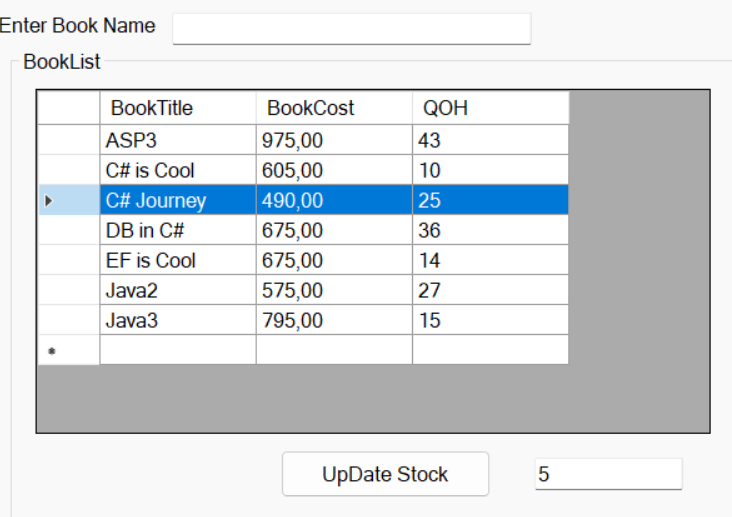 Enter Book Name
BookList
BookTitle BookCost QOH
ASP3 975,00 43
C# is Cool 605,00 10
C# Journey 490,00 25
DB in C# 675,00 36
EF is Cool 675,00 14
Java2 575,00 27
Java3 795,00 15
*
UpDate Stock 5